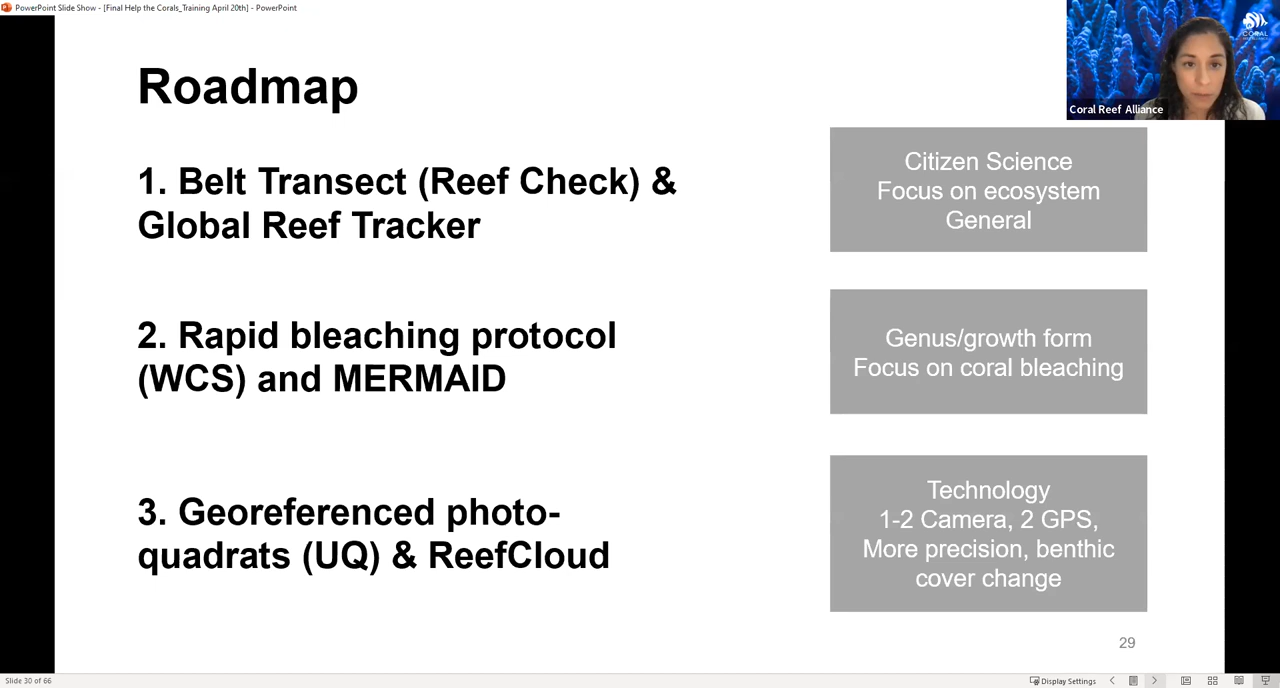 PowerPoint Slide Show - [Final Help the Corals_Training April 20th] - PowerPoint
CORAL
Coral Reef Alliance
Roadmap
1. Belt Transect (Reef Check) &
Global Reef Tracker
Citizen Science
Focus on ecosystem
General
2. Rapid bleaching protocol
(WCS) and MERMAID
Genus/growth form
Focus on coral bleaching
3. Georeferenced photo-
quadrats (UQ) & ReefCloud
Technology
1-2 Camera, 2 GPS,
More precision, benthic
cover change
29
Slide 30 of 66
Display Settings